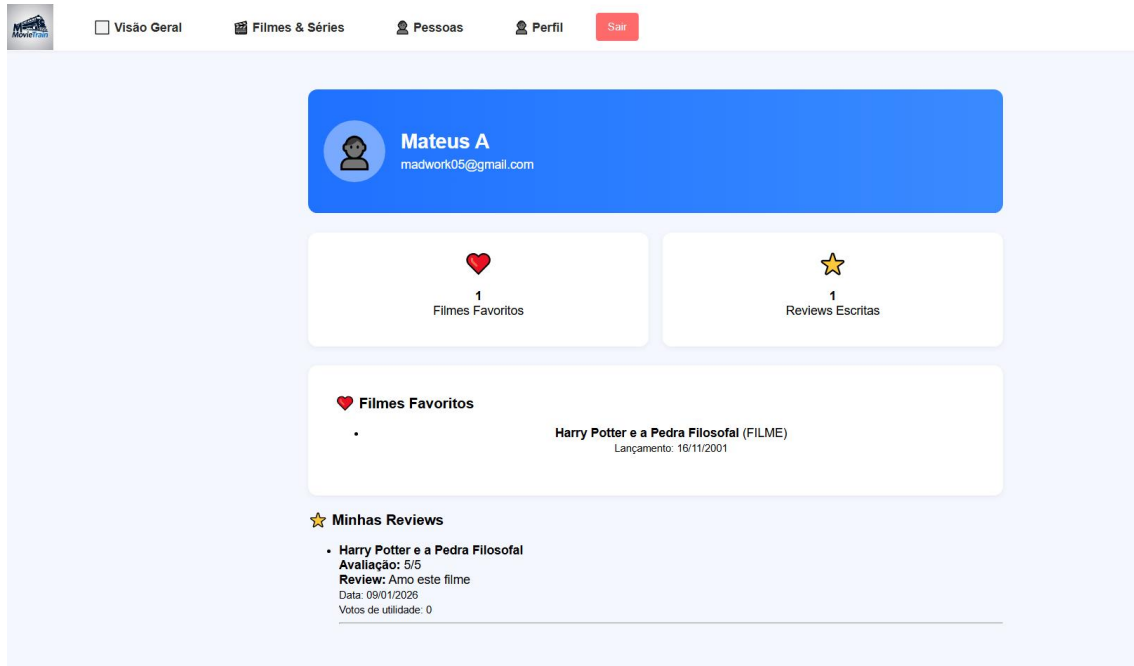 MovieTrain
Visão Geral
Filmes & Séries
Pessoas
Perfil
Sair
Mateus A
madwork05@gmail.com
1
Filmes Favoritos
1
Reviews Escritas
Filmes Favoritos
Harry Potter e a Pedra Filosofal (FILME)
Lançamento: 16/11/2001
Minhas Reviews
Harry Potter e a Pedra Filosofal
Avaliação: 5/5
Review: Amo este filme
Data: 09/01/2026
Votos de utilidade: 0